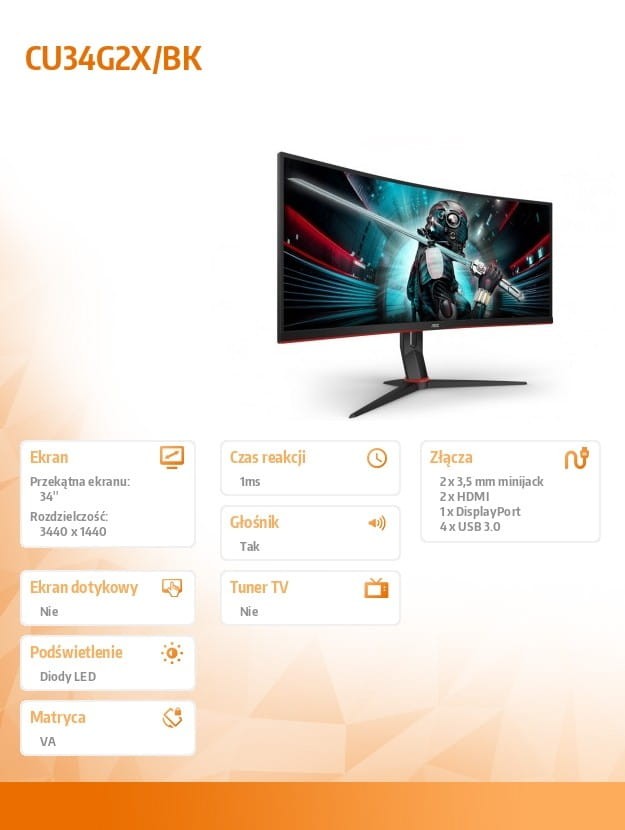 CU34G2X/BK
AOC
Ekran
Przekątna ekranu:
34"
Rozdzielczość:
3440 x 1440
Czas reakcji
1ms
Złącza
2 x 3,5 mm minijack
2 x HDMI
1 x DisplayPort
4 x USB 3.0
Głośnik
Tak
Ekran dotykowy
Nie
Tuner TV
Nie
Podświetlenie
Diody LED
Matryca
VA